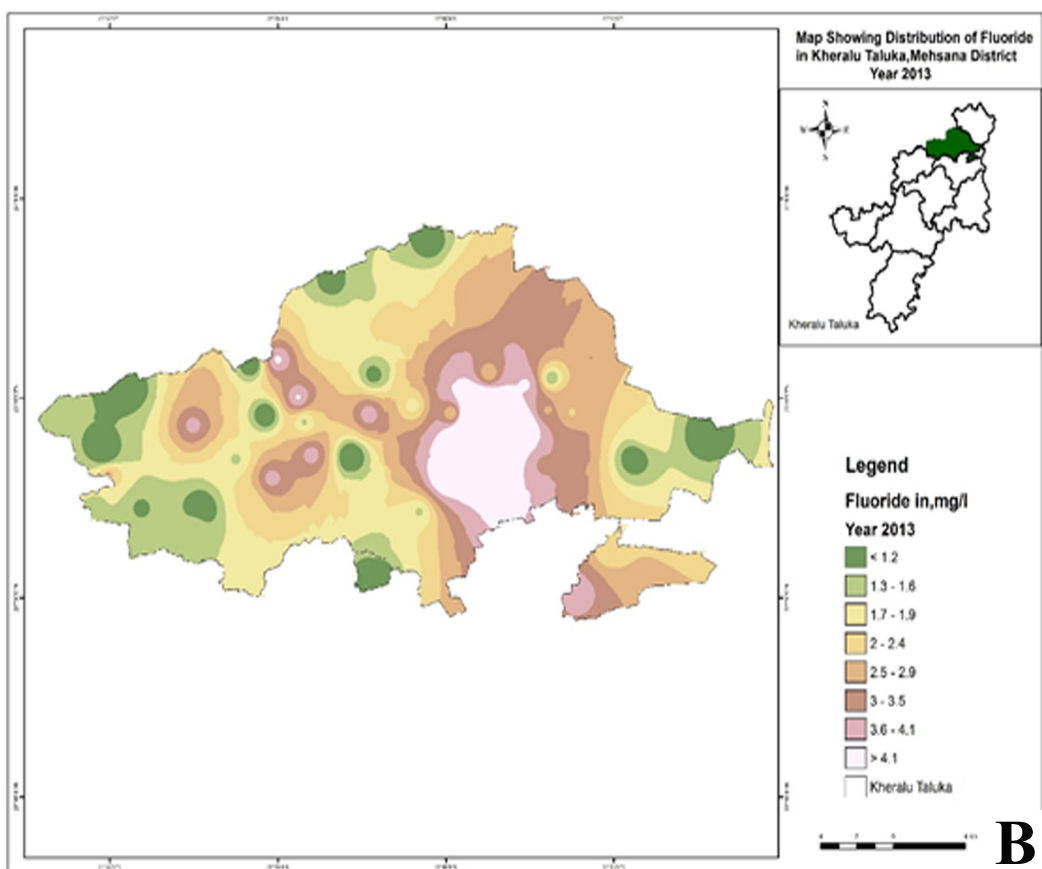 Map Showing Distribution of Fluoride
in Kheralu Taluka,Mehsana District
Year 2013
N
W E
S
Kheralu Taluka
Legend
Fluoride in,mg/l
Year 2013
< 1.2
1.3 - 1.6
1.7 - 1.9
2 - 2.4
2.5 - 2.9
3 - 3.5
3.6 - 4.1
> 4.1
Kheralu Taluka
B